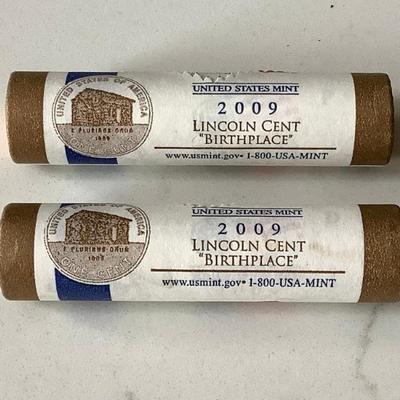 UNITED STATES OF AMERICA
E PLURIBUS UNUM
1809
ONE CENT
UNITED STATES MINT
2009
LINCOLN CENT
"BIRTHPLACE"
www.usmint.gov• 1-800-USA-MINT
UNITED STATES OF AMERICA
E PLURIBUS UNUM
1809
ONE CENT
UNITED STATES MINT
2009
LINCOLN CENT
"BIRTHPLACE"
www.usmint.gov• 1-800-USA-MINT